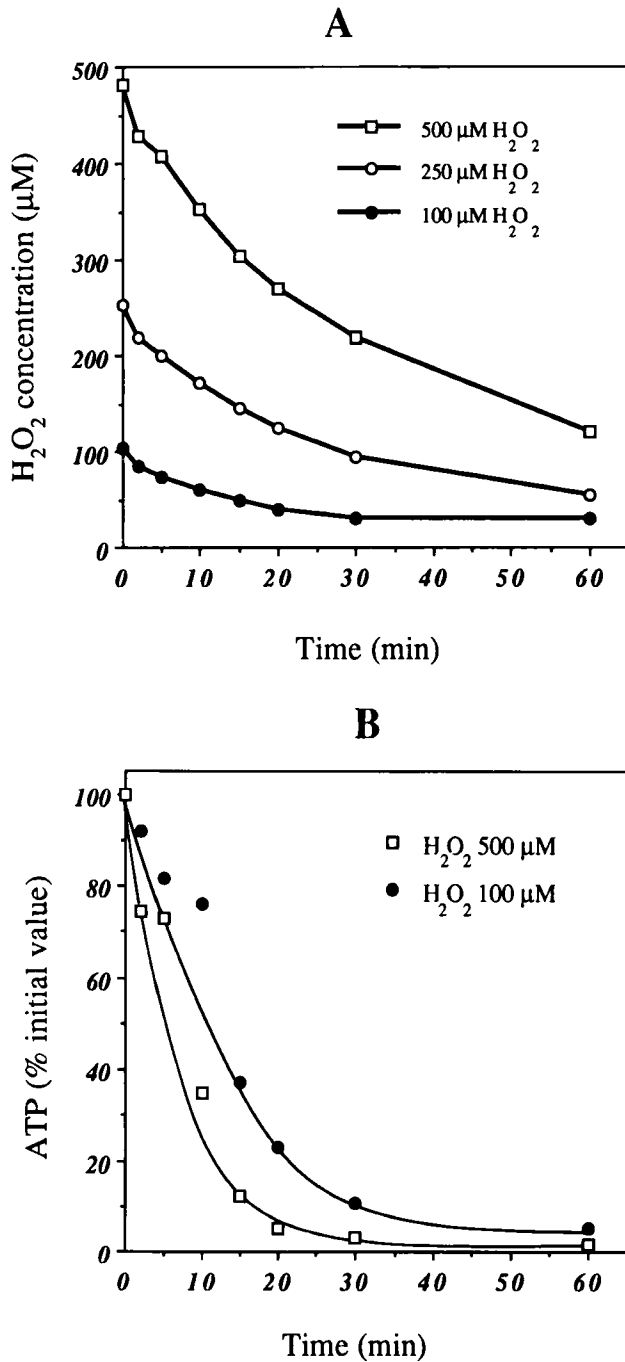 A
500
400
300
200
100
0
H₂O₂ concentration (µM)
500 µM H₂O₂
250 µM H₂O₂
100 µM H₂O₂
0 10 20 30 40 50 60
Time (min)
B
100
80
60
40
20
0
ATP (% initial value)
H₂O₂ 500 µM
H₂O₂ 100 µM
0 10 20 30 40 50 60
Time (min)